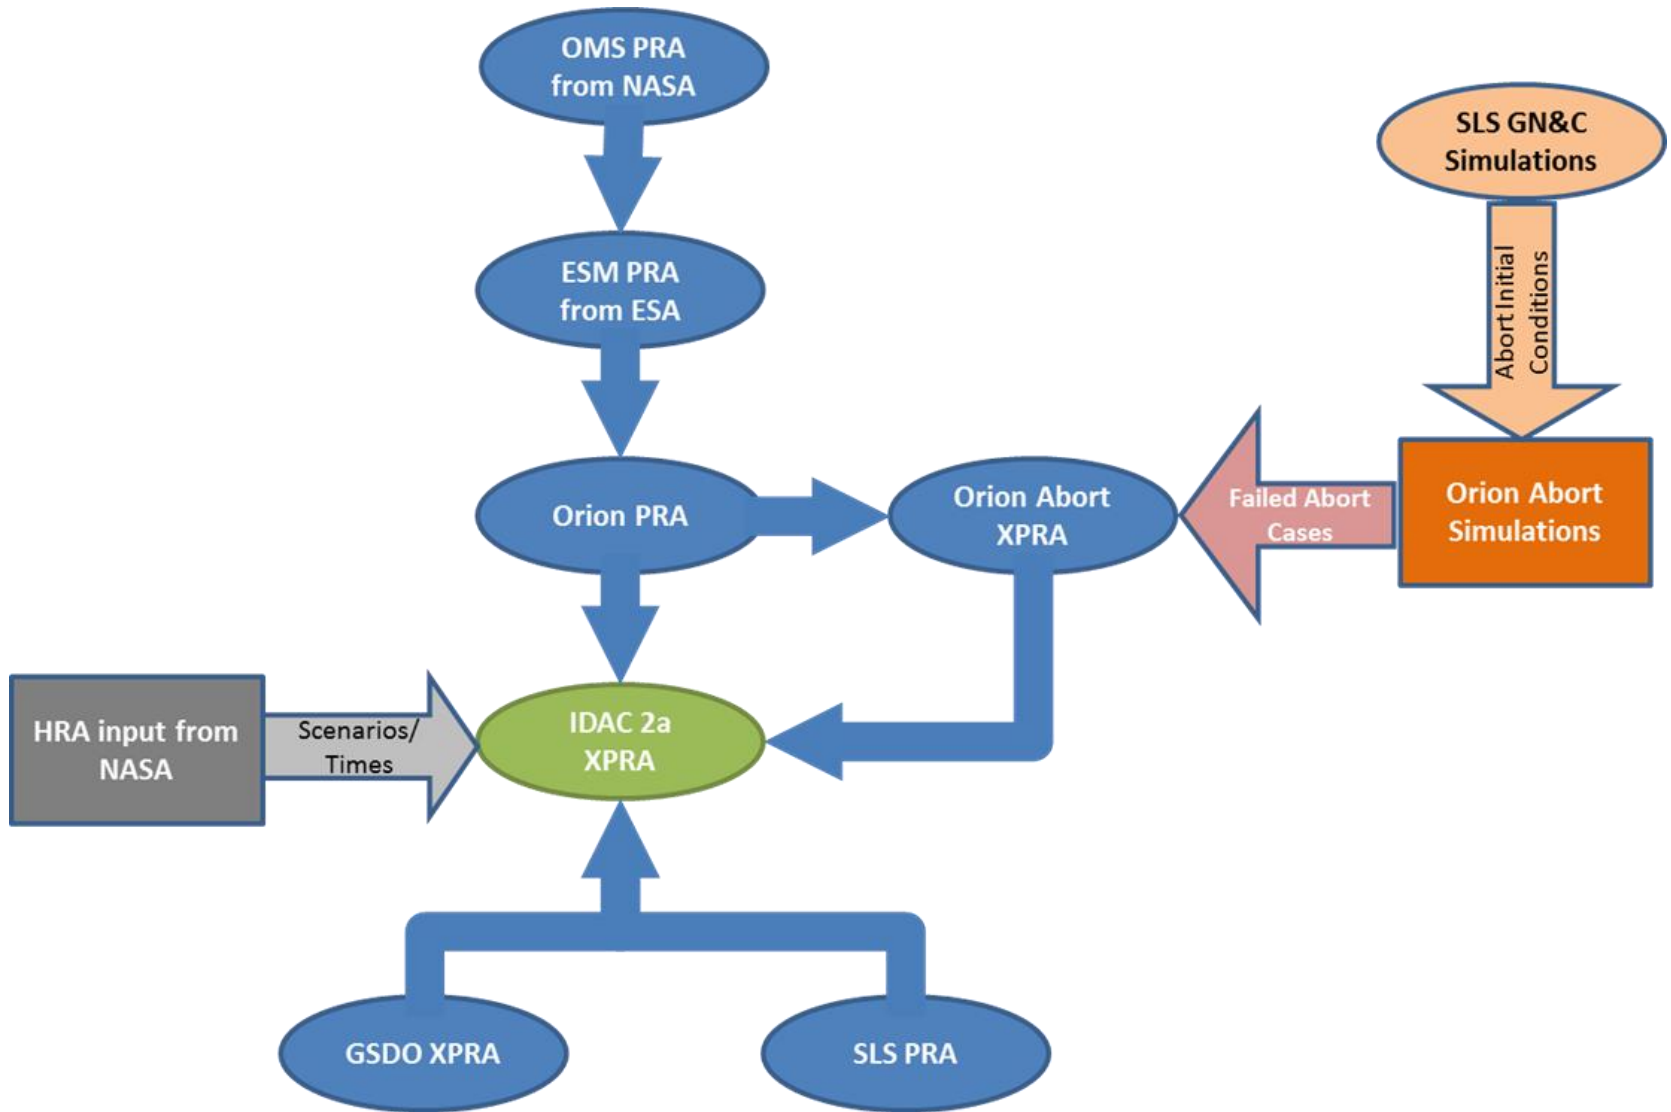 OMS PRA
from NASA
SLS GN&C
Simulations
ESM PRA
from ESA
Abort Initial
Conditions
Orion PRA
Orion Abort
XPRA
Failed Abort
Cases
Orion Abort
Simulations
HRA input from
NASA
Scenarios/
Times
IDAC 2a
XPRA
GSDO XPRA
SLS PRA